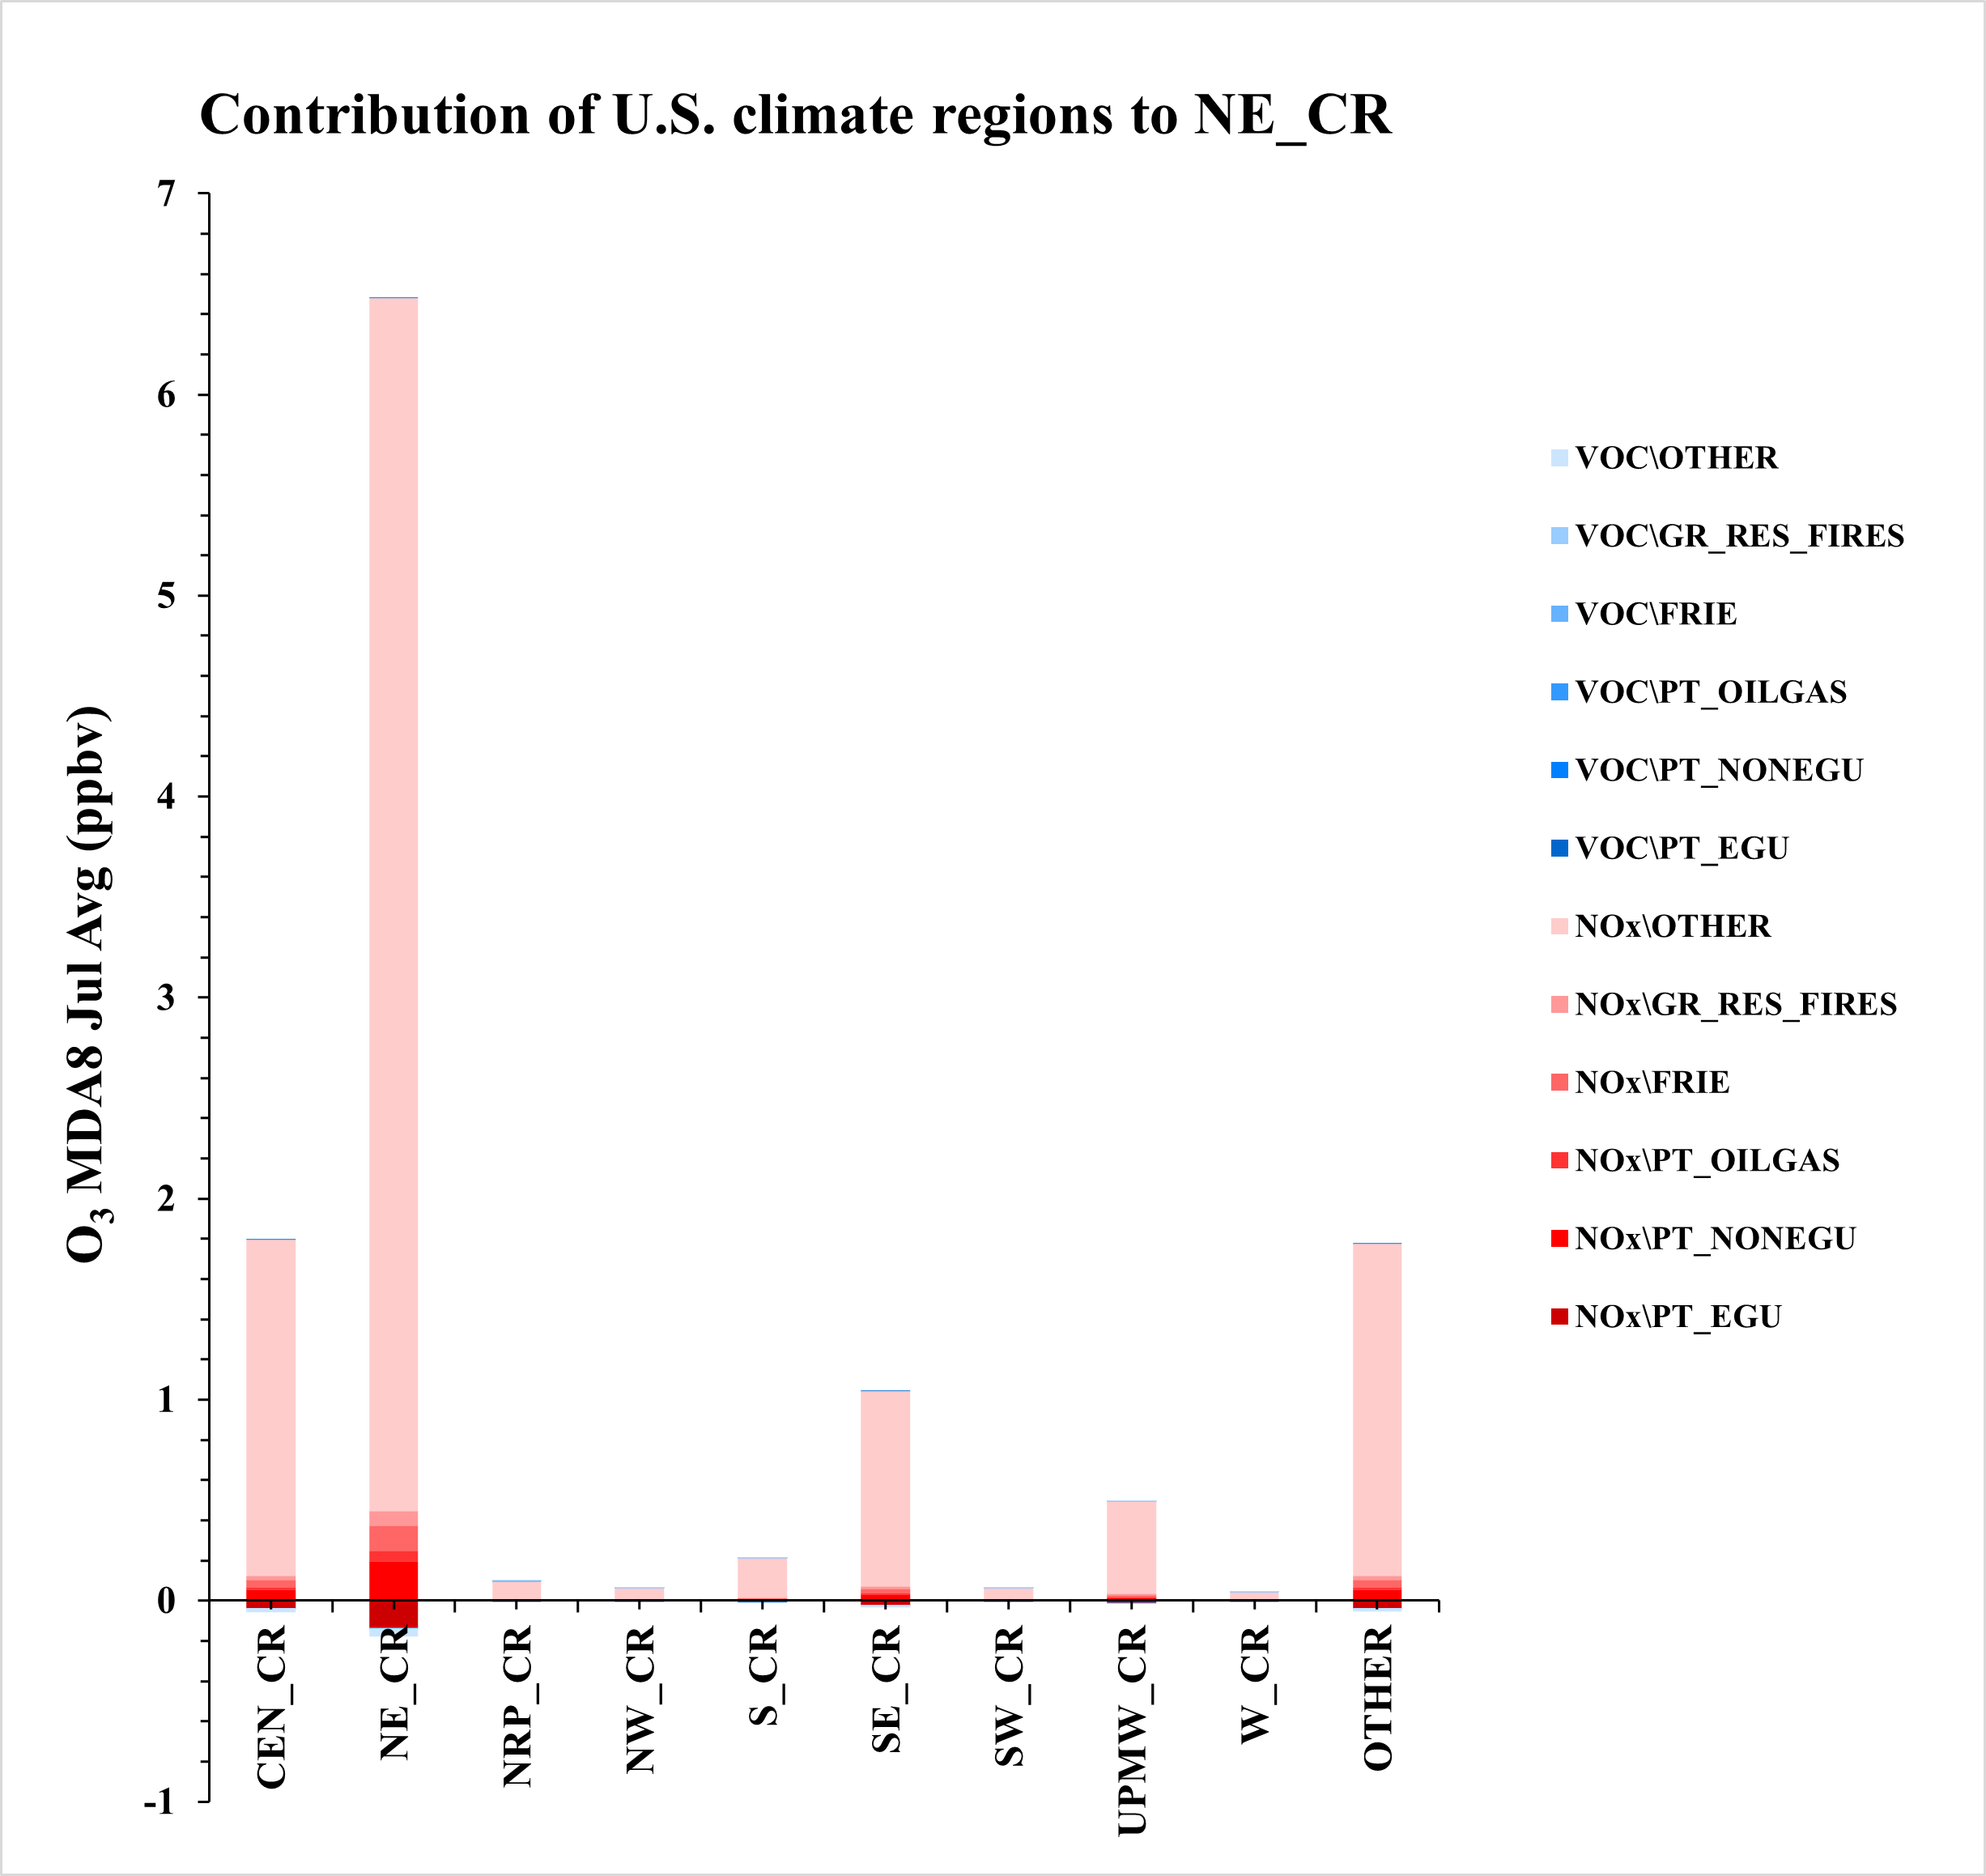 Contribution of U.S. climate regions to NE_CR
O₃ MDA8 Jul Avg (ppbv)
7
6
5
4
3
2
1
0
-1
CEN_CR
NE_CR
NRP_CR
NW_CR
S_CR
SE_CR
SW_CR
UPMW_CR
W_CR
OTHER
VOC\OTHER
VOC\GR_RES_FIRES
VOC\FRIE
VOC\PT_OILGAS
VOC\PT_NONEGU
VOC\PT_EGU
NOx\OTHER
NOx\GR_RES_FIRES
NOx\FRIE
NOx\PT_OILGAS
NOx\PT_NONEGU
NOx\PT_EGU